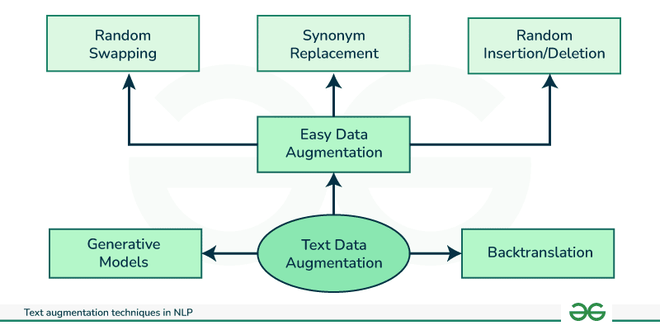 Random
Swapping
Synonym
Replacement
Random
Insertion/Deletion
Easy Data
Augmentation
Generative
Models
Text Data
Augmentation
Backtranslation
Text augmentation techniques in NLP